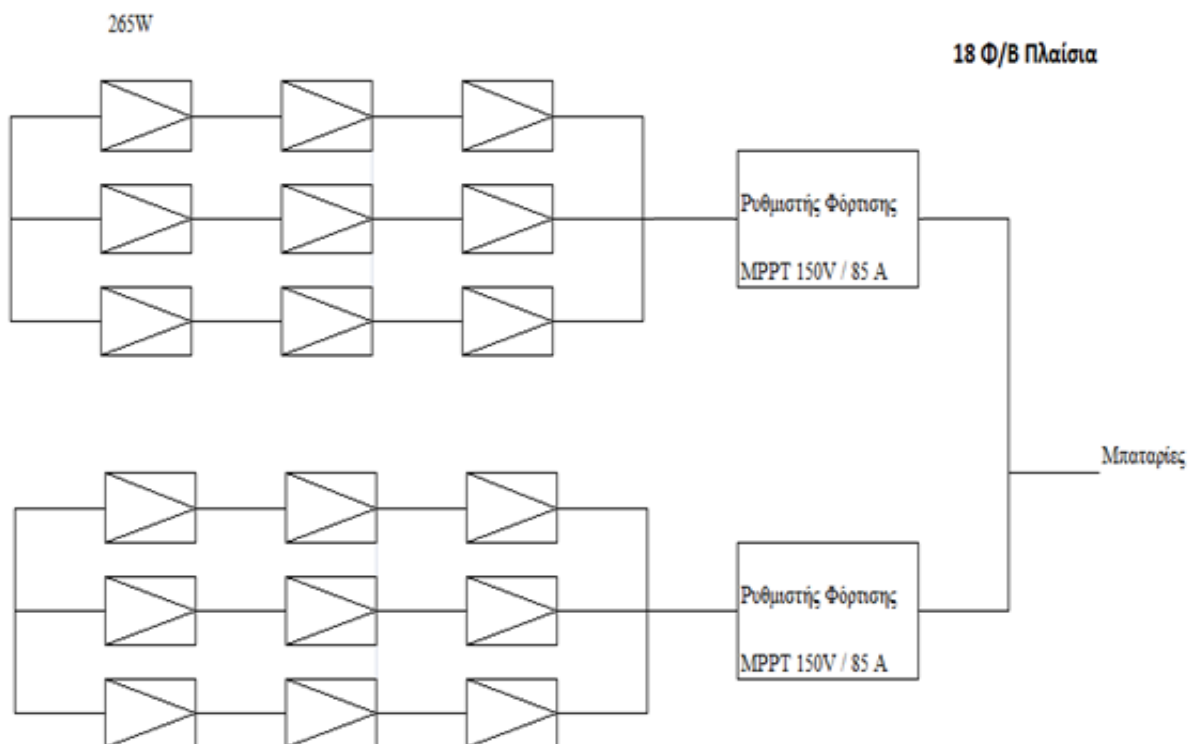 265W
18 Φ/Β Πλαίσια
Ρυθμιστής Φόρτισης
MPPT 150V / 85 A
Μπαταρίες
Ρυθμιστής Φόρτισης
MPPT 150V / 85 A